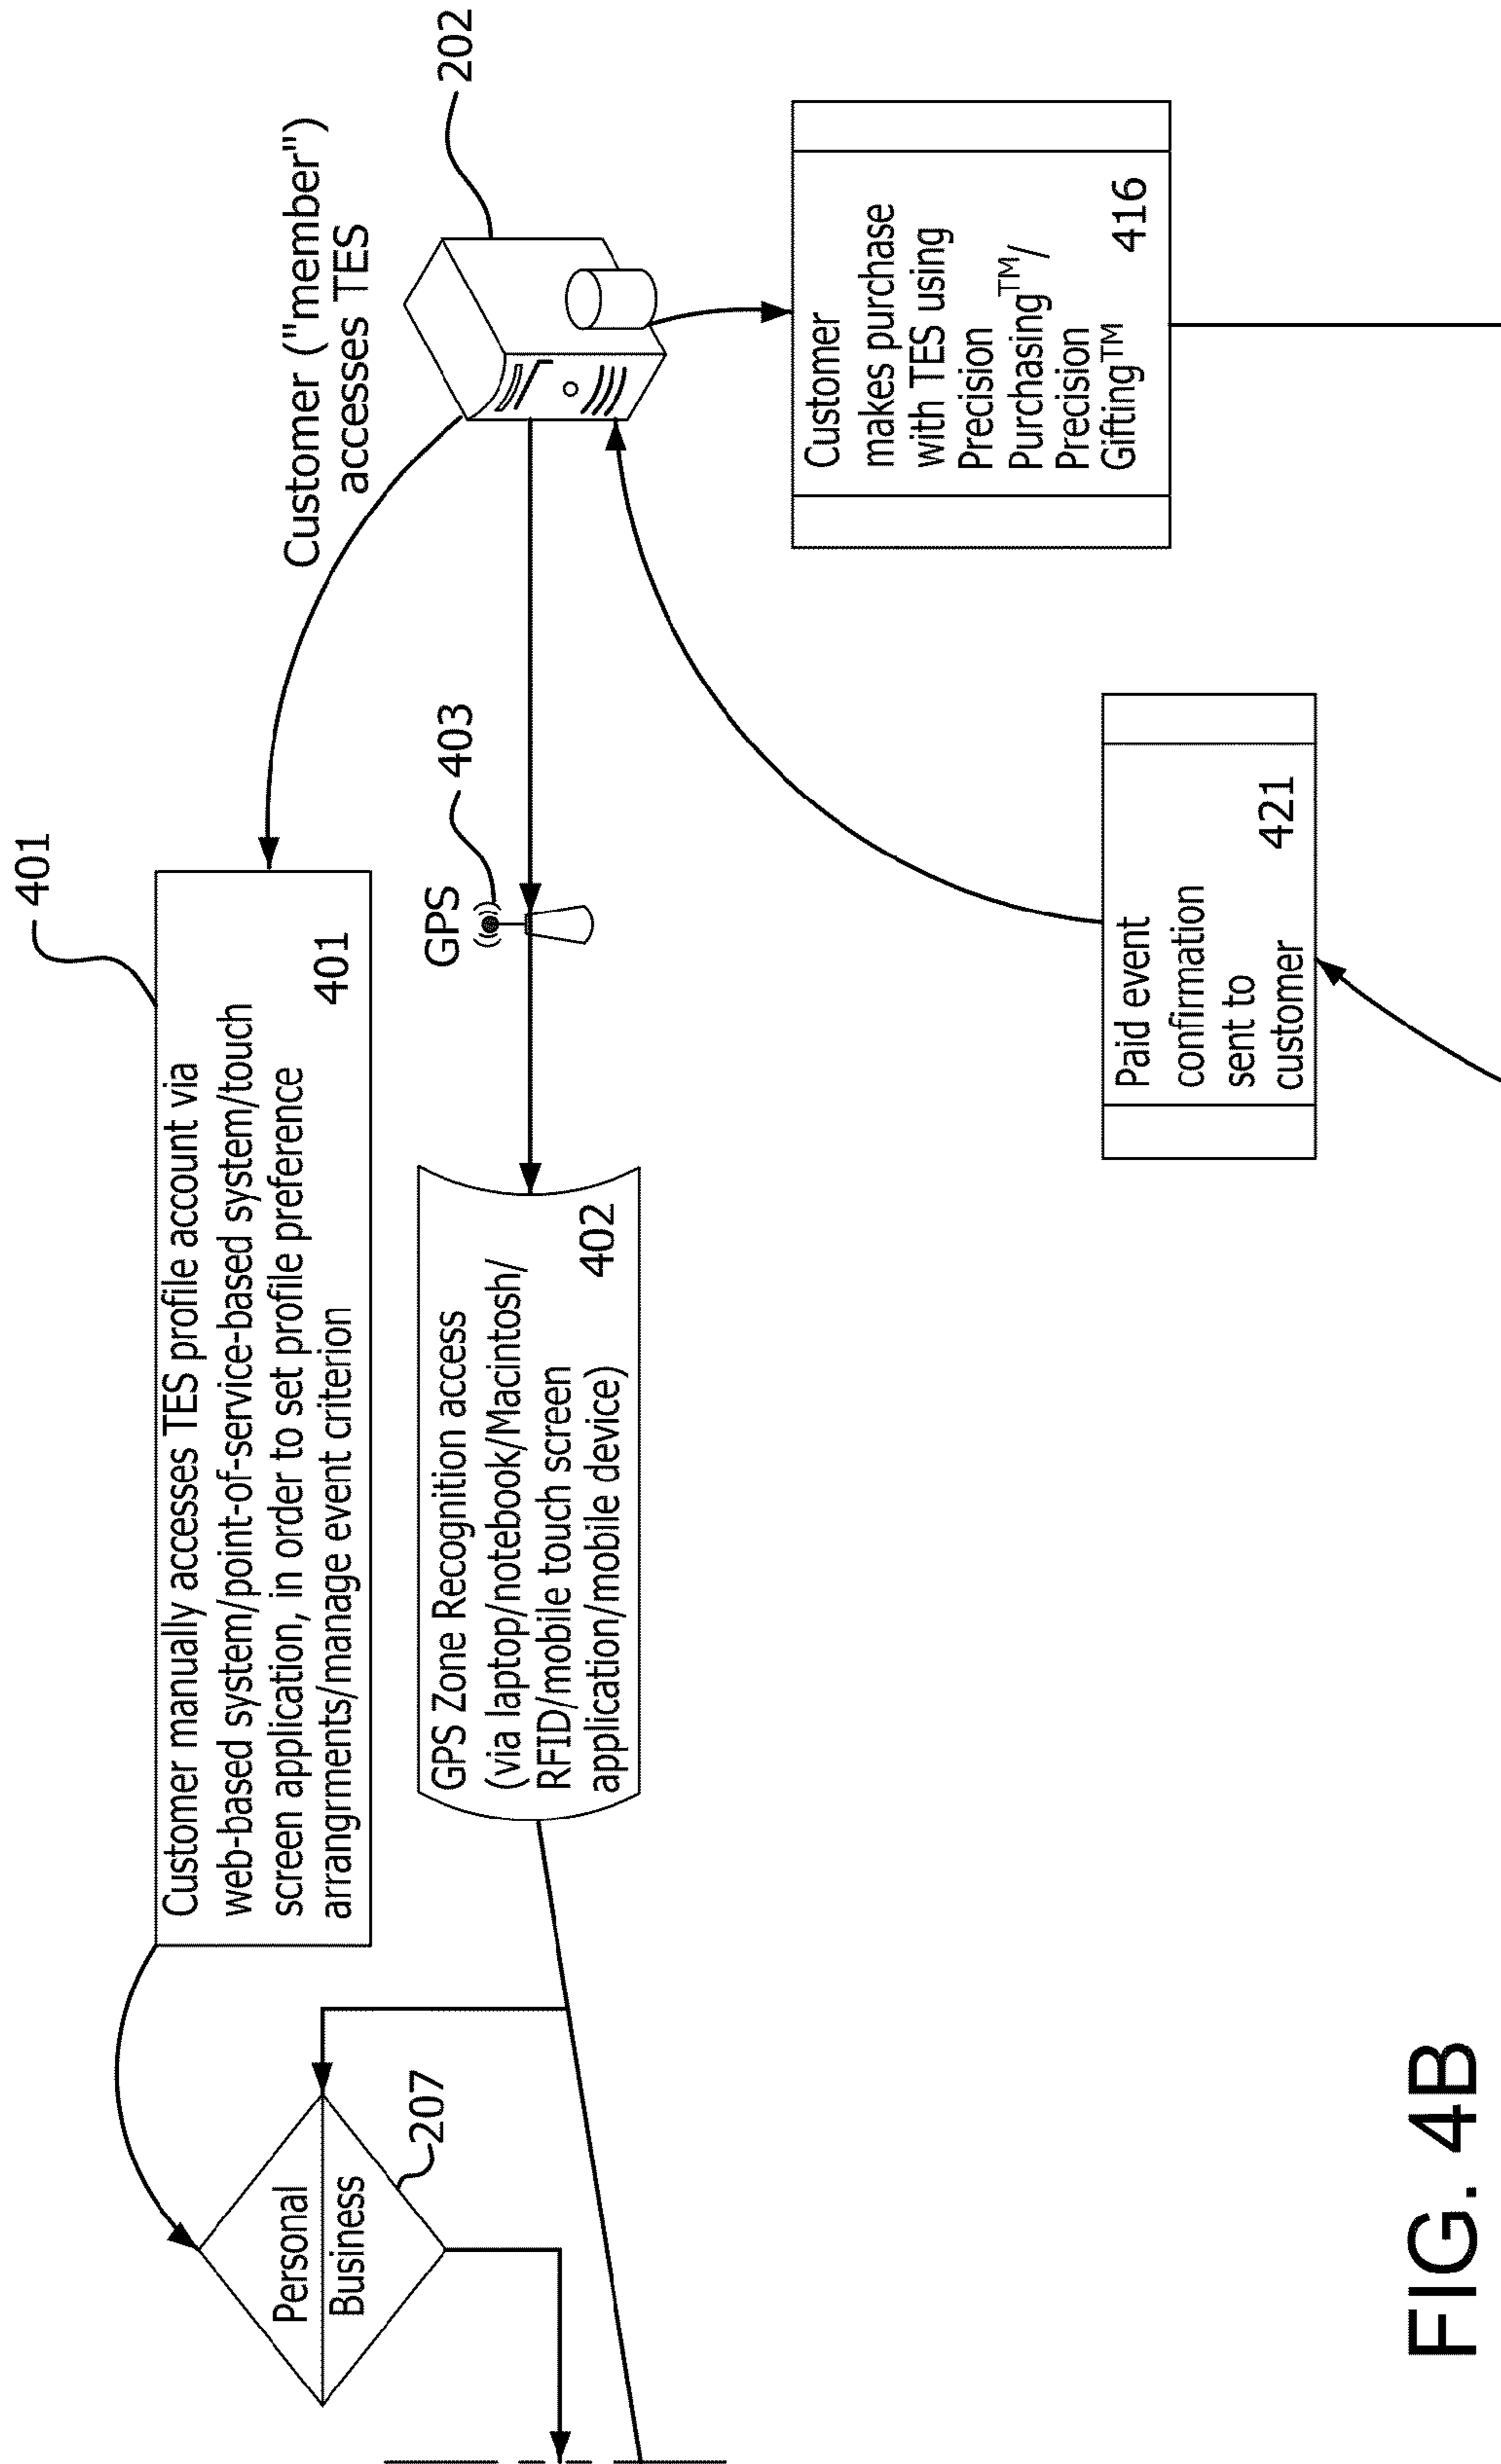 401
Customer manually accesses TES profile account via
web-based system/point-of-service-based system/touch
screen application, in order to set profile preference
arrangrments/manage event criterion
401
Customer ("member")
accesses TES
202
GPS
403
Personal
Business
207
GPS Zone Recognition access
(via laptop/notebook/Macintosh/
RFID/mobile touch screen
application/mobile device)
402
Customer
makes purchase
with TES using
Precision
Purchasing™/
Precision
Gifting™
416
Paid event
confirmation
sent to
customer
421
FIG. 4B